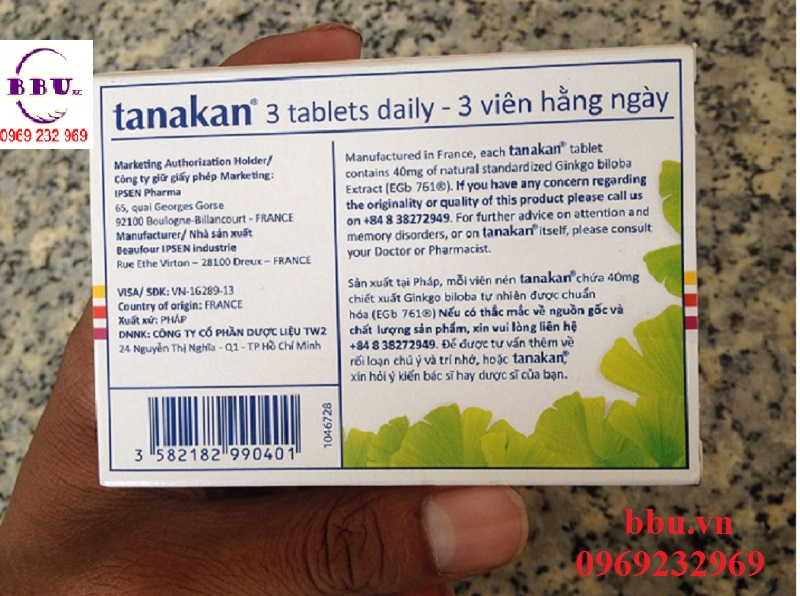 BBU
0969 232 969
tanakan® 3 tablets daily - 3 viên hằng ngày
Marketing Authorization Holder/
Công ty giữ giấy phép Marketing:
IPSEN Pharma
65, quai Georges Gorse
92100 Boulogne-Billancourt - FRANCE
Manufacturer/ Nhà sản xuất
Beaufour IPSEN industrie
Rue Ethe Virton – 28100 Dreux – FRANCE
VISA/ SĐK: VN-16289-13
Country of origin: FRANCE
Xuất xứ: PHÁP
DNNK: CÔNG TY CỔ PHẦN DƯỢC LIỆU TW2
24 Nguyễn Thị Nghĩa - Q1 - TP Hồ Chí Minh
3 582182 990401
1046728
Manufactured in France, each tanakan® tablet
contains 40mg of natural standardized Ginkgo biloba
Extract (EGb 761®). If you have any concern regarding
the originality or quality of this product please call us
on +84 8 38272949. For further advice on attention and
memory disorders, or on tanakan® itself, please consult
your Doctor or Pharmacist.
Sản xuất tại Pháp, mỗi viên nén tanakan® chứa 40mg
chiết xuất Ginkgo biloba tự nhiên được chuẩn
hóa (EGb 761®) Nếu có thắc mắc về nguồn gốc và
chất lượng sản phẩm, xin vui lòng liên hệ
+84 8 38272949. Để được tư vấn thêm về
rối loạn chú ý và trí nhớ, hoặc tanakan®,
xin hỏi ý kiến bác sĩ hay dược sĩ của bạn.
bbu.vn
0969232969